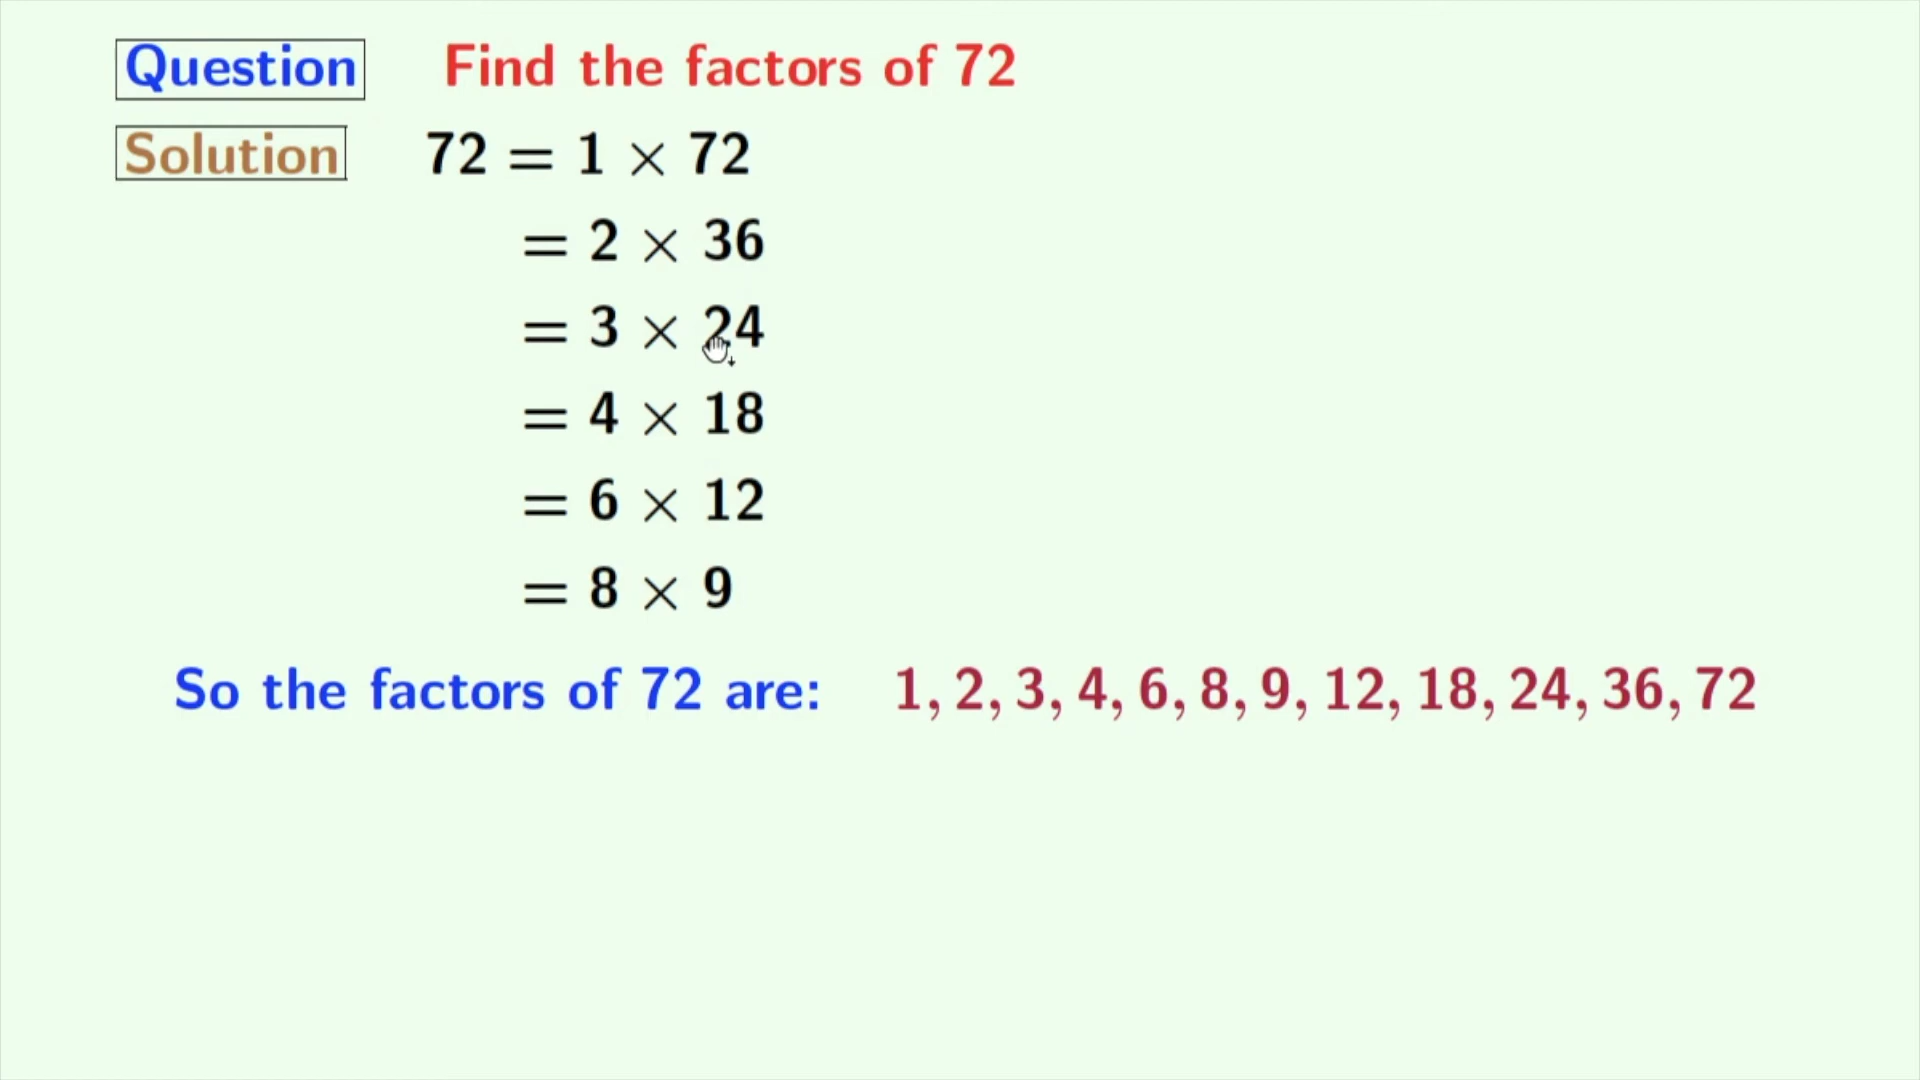 Question Find the factors of 72
Solution 72 = 1 × 72
= 2 × 36
= 3 × 24
= 4 × 18
= 6 × 12
= 8 × 9
So the factors of 72 are: 1, 2, 3, 4, 6, 8, 9, 12, 18, 24, 36, 72